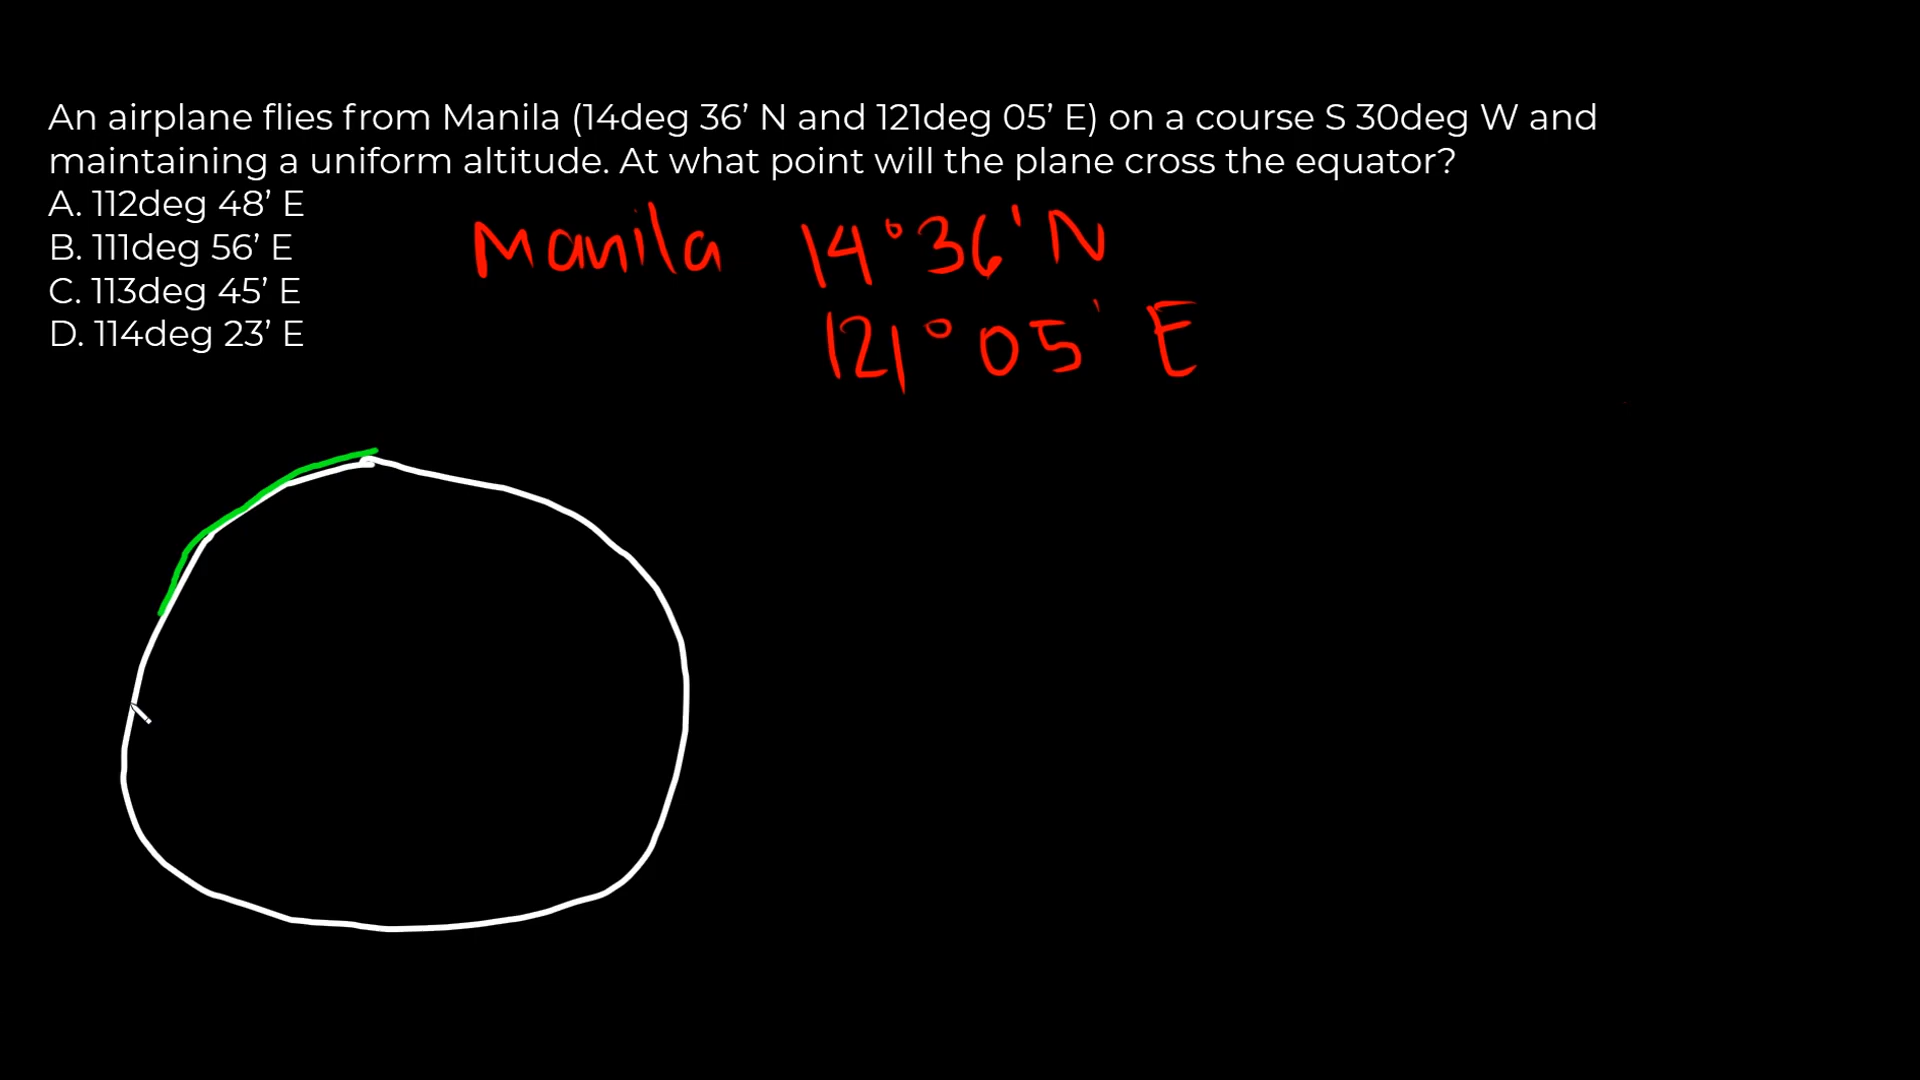 An airplane flies from Manila (14deg 36’ N and 121deg 05’ E) on a course S 30deg W and
maintaining a uniform altitude. At what point will the plane cross the equator?
A. 112deg 48’ E
B. 111deg 56’ E
C. 113deg 45’ E
D. 114deg 23’ E
Manila 14°36'N
121°05' E